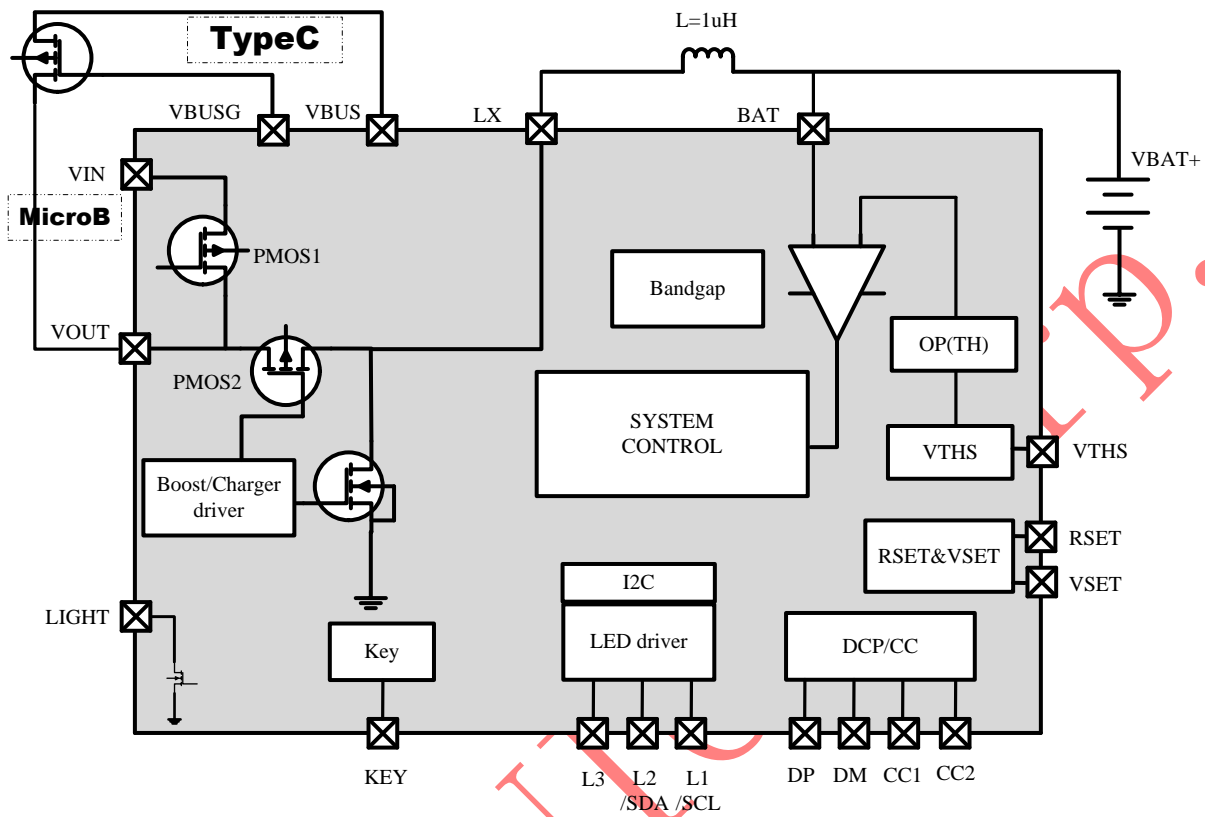 L=1uH
TypeC
VBUSG
VBUS
LX
BAT
VIN
VBAT+
MicroB
PMOS1
Bandgap
VOUT
OP(TH)
PMOS2
SYSTEM
CONTROL
VTHS
VTHS
Boost/Charger
driver
RSET
RSET&VSET
VSET
I2C
LIGHT
Key
LED driver
DCP/CC
KEY
L3
L2
/SDA
L1
/SCL
DP
DM
CC1
CC2